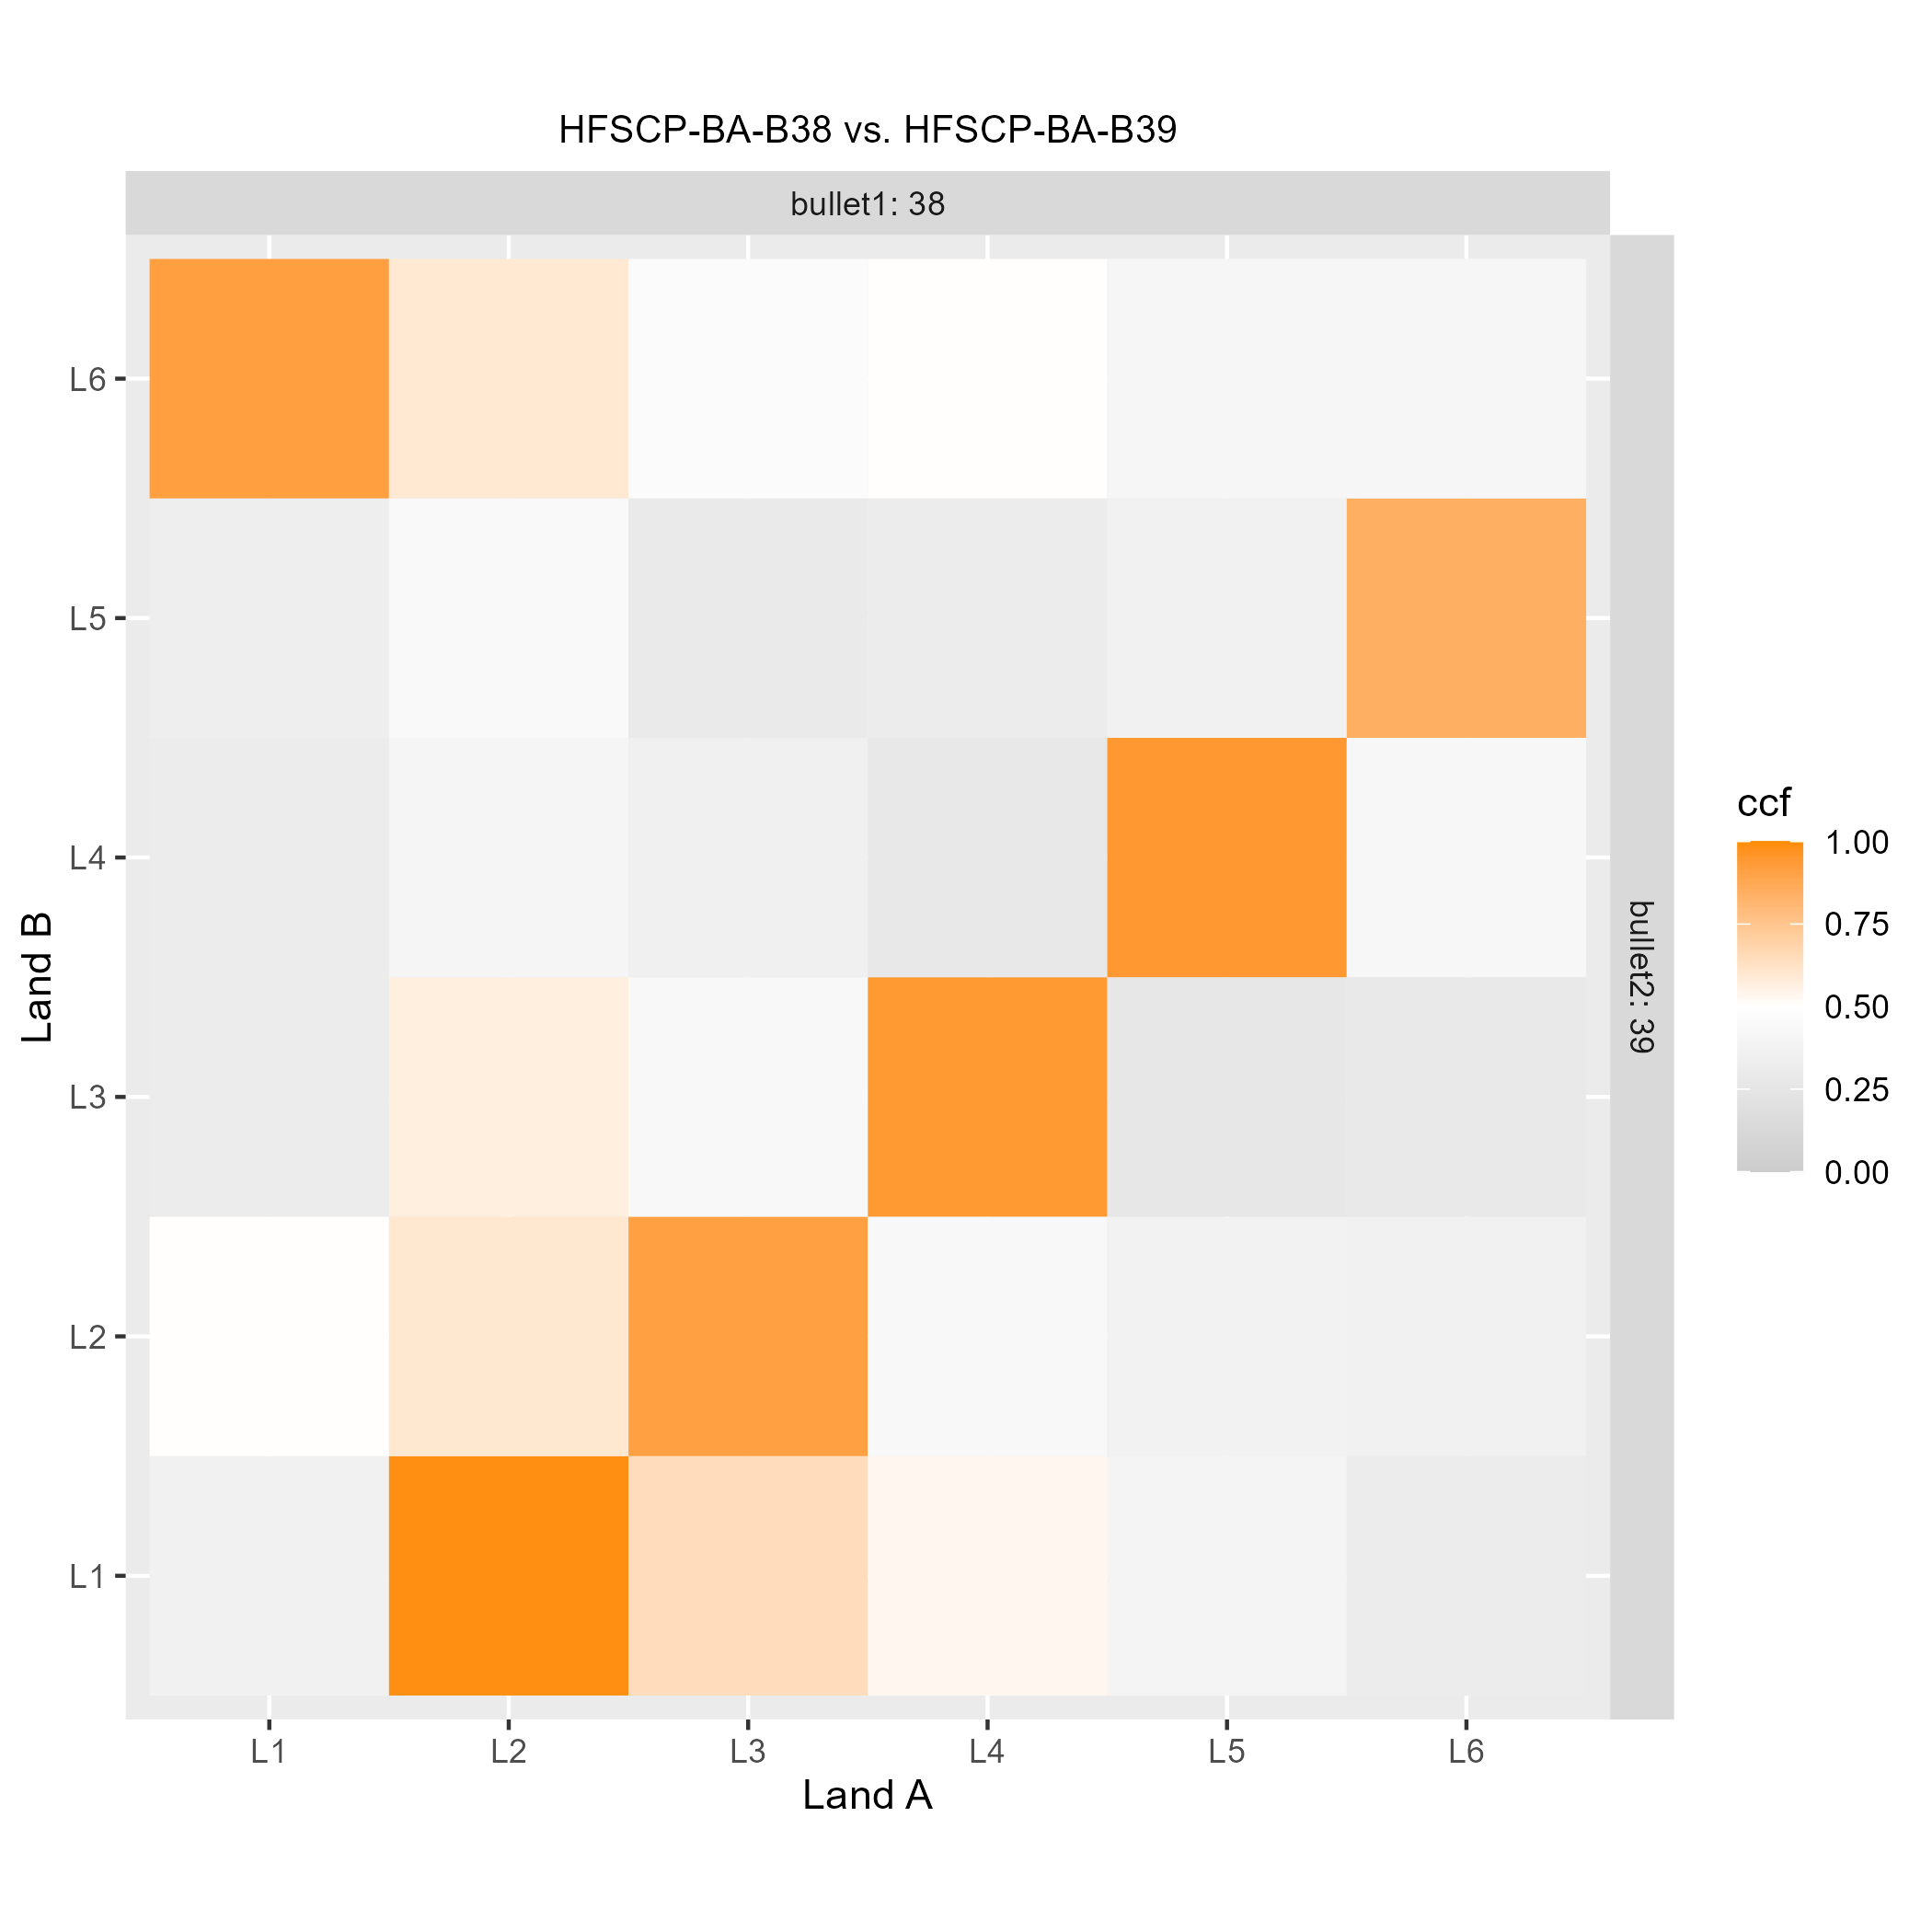 HFSCP-BA-B38 vs. HFSCP-BA-B39
bullet1: 38
L6
L5
L4
L3
L2
L1
Land B
bullet2: 39
L1 L2 L3 L4 L5 L6
Land A
ccf
1.00
0.75
0.50
0.25
0.00